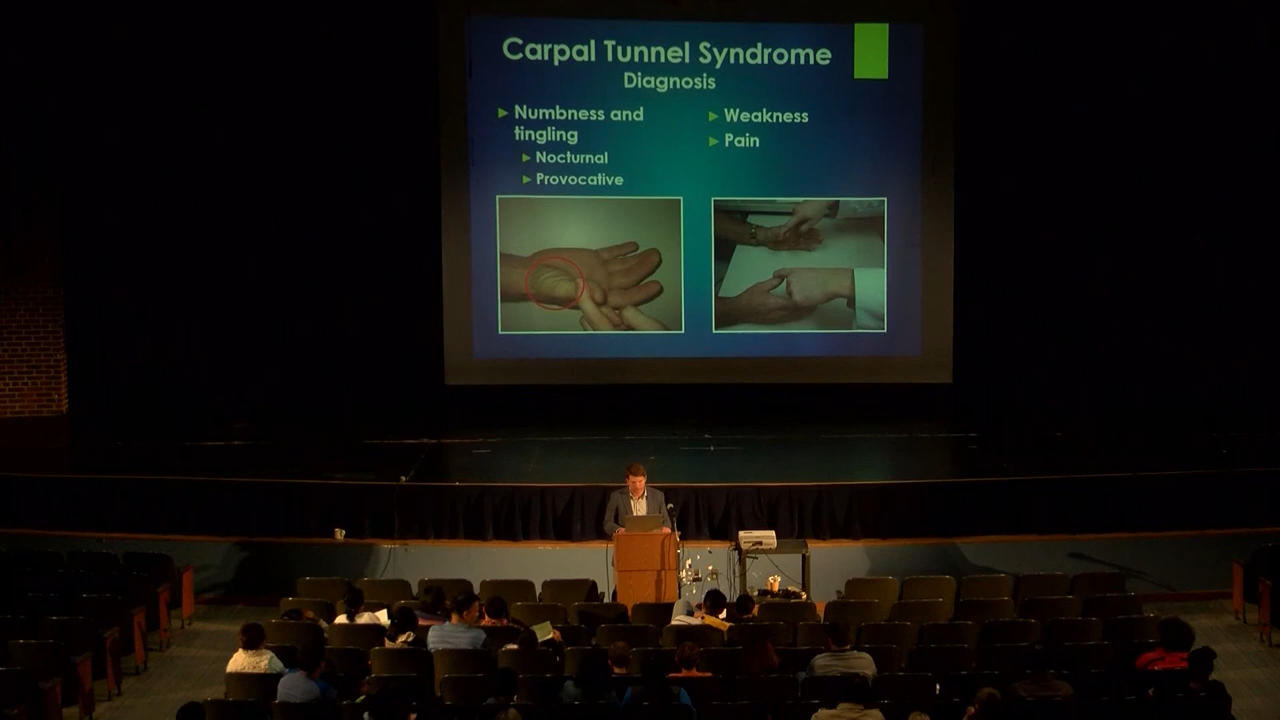 Carpal Tunnel Syndrome
Diagnosis
Numbness and
tingling
Nocturnal
Provocative
Weakness
Pain